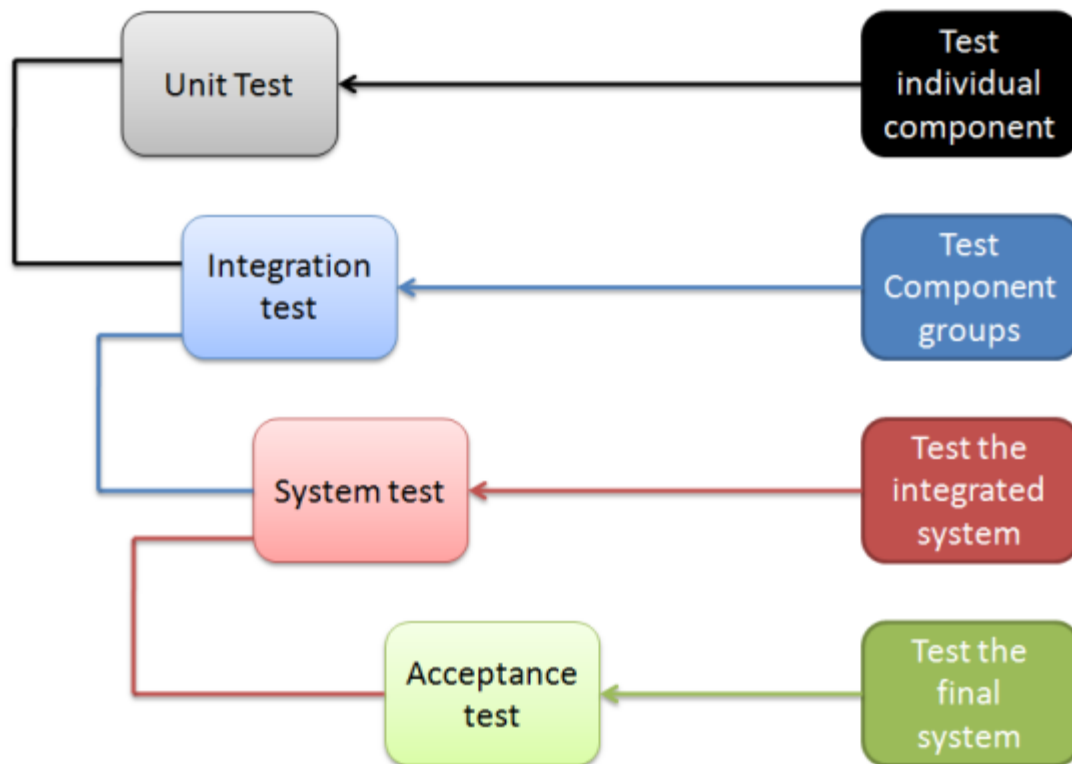 Unit Test
Test
individual
component
Integration
test
Test
Component
groups
System test
Test the
integrated
system
Acceptance
test
Test the
final
system